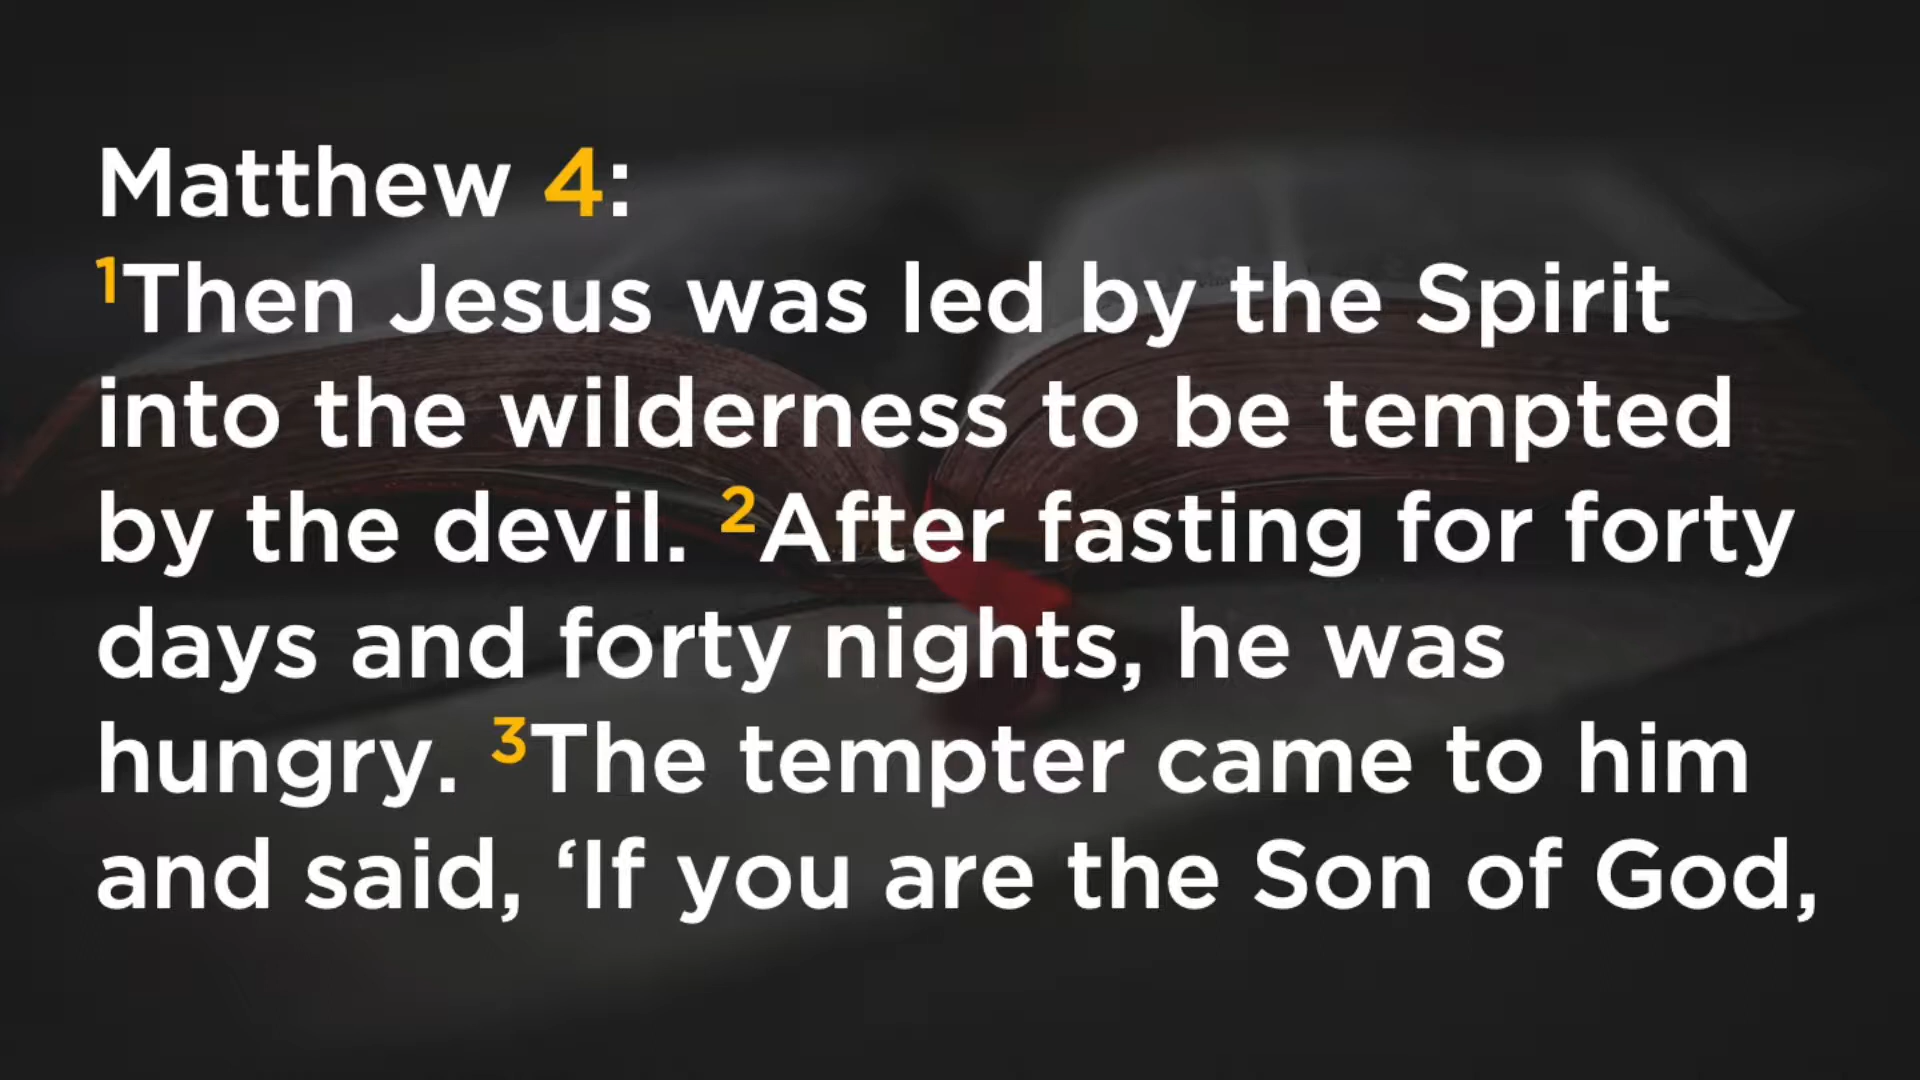 Matthew 4:
¹Then Jesus was led by the Spirit
into the wilderness to be tempted
by the devil. ²After fasting for forty
days and forty nights, he was
hungry. ³The tempter came to him
and said, ‘If you are the Son of God,